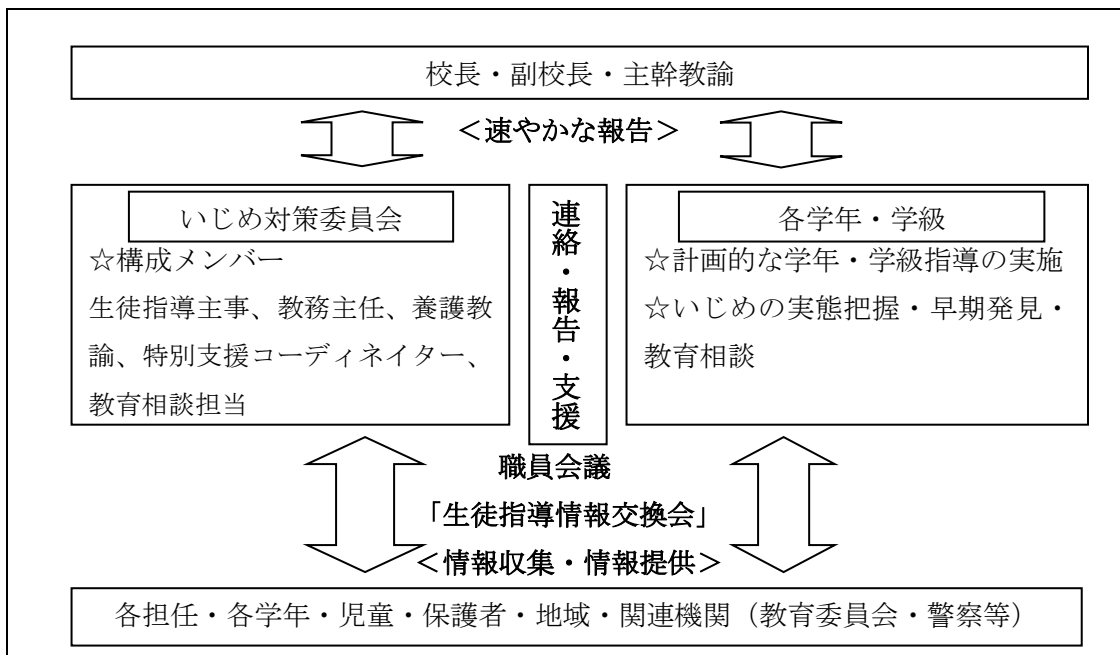 校長・副校長・主幹教諭
＜速やかな報告＞
いじめ対策委員会
☆構成メンバー
生徒指導主事、教務主任、養護教
諭、特別支援コーディネイター、
教育相談担当
連絡・報告・支援
各学年・学級
☆計画的な学年・学級指導の実施
☆いじめの実態把握・早期発見・
教育相談
職員会議
「生徒指導情報交換会」
＜情報収集・情報提供＞
各担任・各学年・児童・保護者・地域・関連機関（教育委員会・警察等）